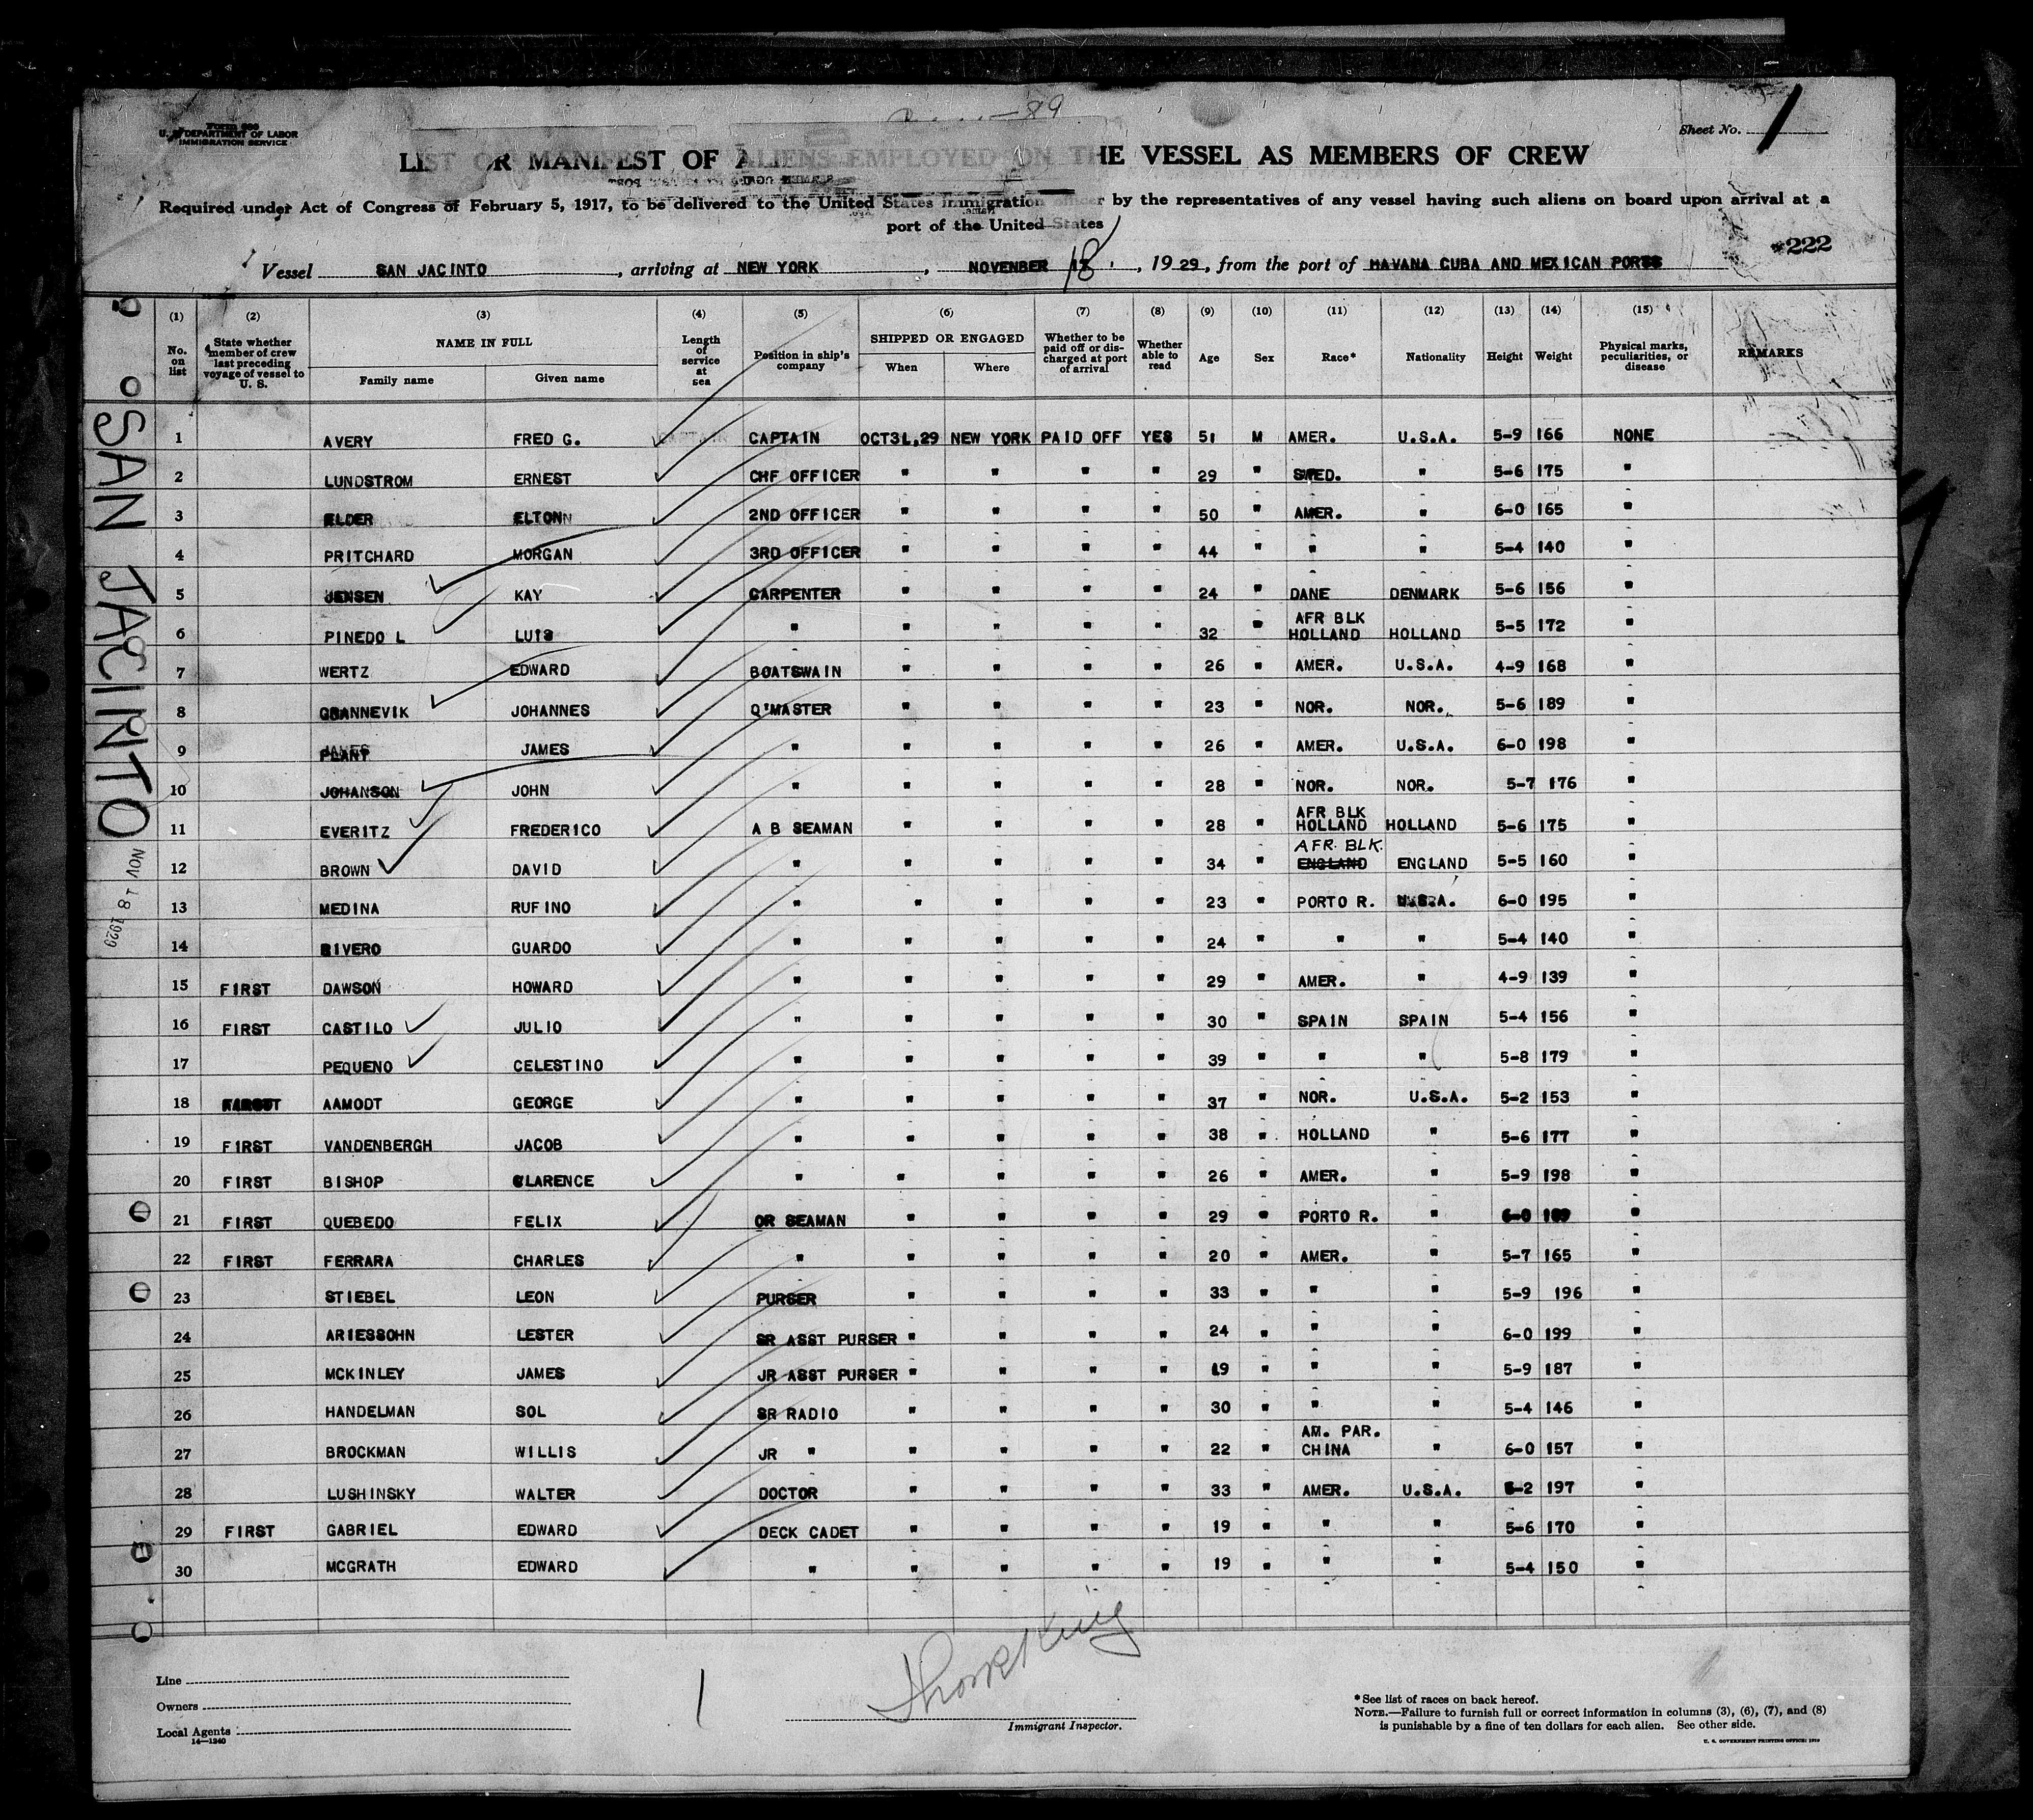 Form 680
U. S. DEPARTMENT OF LABOR
IMMIGRATION SERVICE
89
Sheet No. 1
LIST OR MANIFEST OF ALIENS EMPLOYED ON THE VESSEL AS MEMBERS OF CREW
Required under Act of Congress of February 5, 1917, to be delivered to the United States immigration officer by the representatives of any vessel having such aliens on board upon arrival at a
port of the United States
#222
Vessel SAN JACINTO, arriving at NEW YORK, NOVENBER 18, 1929, from the port of HAVANA CUBA AND MEXICAN PORTS
SAN JACINTO
NOV 18 1929
(1) (2) (3) (4) (5) (6) (7) (8) (9) (10) (11) (12) (13) (14) (15)
No. on list State whether member of crew last preceding voyage of vessel to U. S. NAME IN FULL Family name Given name Length of service at sea Position in ship's company SHIPPED OR ENGAGED When Where Whether to be paid off or discharged at port of arrival Whether able to read Age Sex Race* Nationality Height Weight Physical marks, peculiarities, or disease REMARKS
1 AVERY FRED G. CAPTAIN CAPTAIN OCT31,29 NEW YORK PAID OFF YES 51 M AMER. U.S.A. 5-9 166 NONE
2 LUNDSTROM ERNEST CHF OFFICER " " " " 29 " SWED. " 5-6 175 "
3 ELDER ELTON 2ND OFFICER " " " " 50 " AMER. " 6-0 165 "
4 PRITCHARD MORGAN 3RD OFFICER " " " " 44 " " " 5-4 140 "
5 JENSEN KAY CARPENTER " " " " 24 " DANE DENMARK 5-6 156 "
6 PINEDO L LUIS " " " " " 32 " AFR BLK HOLLAND HOLLAND 5-5 172 "
7 WERTZ EDWARD BOATSWAIN " " " " 26 " AMER. U.S.A. 4-9 168 "
8 GRANNEVIK JOHANNES Q'MASTER " " " " 23 " NOR. NOR. 5-6 189 "
9 PLANT JAMES " " " " " 26 " AMER. U.S.A. 6-0 198 "
10 JOHANSON JOHN " " " " " 28 " NOR. NOR. 5-7 176 "
11 EVERITZ FREDERICO A B SEAMAN " " " " 28 " AFR BLK HOLLAND HOLLAND 5-6 175 "
12 BROWN DAVID " " " " " 34 " AFR. BLK. ENGLAND ENGLAND 5-5 160 "
13 MEDINA RUFINO " " " " " 23 " PORTO R. U.S.A. 6-0 195 "
14 RIVERO GUARDO " " " " " 24 " " " 5-4 140 "
15 FIRST DAWSON HOWARD " " " " " 29 " AMER. " 4-9 139 "
16 FIRST CASTILO JULIO " " " " " 30 " SPAIN SPAIN 5-4 156 "
17 PEQUENO CELESTINO " " " " " 39 " " " 5-8 179 "
18 FIRST AAMODT GEORGE " " " " " 37 " NOR. U.S.A. 5-2 153 "
19 FIRST VANDENBERGH JACOB " " " " " 38 " HOLLAND " 5-6 177 "
20 FIRST BISHOP CLARENCE " " " " " 26 " AMER. " 5-9 198 "
21 FIRST QUEBEDO FELIX OR SEAMAN " " " " 29 " PORTO R. " 6-0 "
22 FIRST FERRARA CHARLES " " " " " 20 " AMER. " 5-7 165 "
23 STIEBEL LEON PURSER " " " " 33 " " " 5-9 196 "
24 ARIESSOHN LESTER SR ASST PURSER " " " " 24 " " " 6-0 199 "
25 MCKINLEY JAMES JR ASST PURSER " " " " 19 " " " 5-9 187 "
26 HANDELMAN SOL SR RADIO " " " " 30 " " " 5-4 146 "
27 BROCKMAN WILLIS JR " " " " " 22 " AM. PAR. CHINA " 6-0 157 "
28 LUSHINSKY WALTER DOCTOR " " " " 33 " AMER. U.S.A. 6-2 197 "
29 FIRST GABRIEL EDWARD DECK CADET " " " " 19 " " " 5-6 170 "
30 MCGRATH EDWARD " " " " " 19 " " " 5-4 150 "
Line
Owners
Local Agents
14—1240
1
Immigrant Inspector.
* See list of races on back hereof.
NOTE.—Failure to furnish full or correct information in columns (3), (6), (7), and (8)
is punishable by a fine of ten dollars for each alien. See other side.
U. S. GOVERNMENT PRINTING OFFICE: 1929